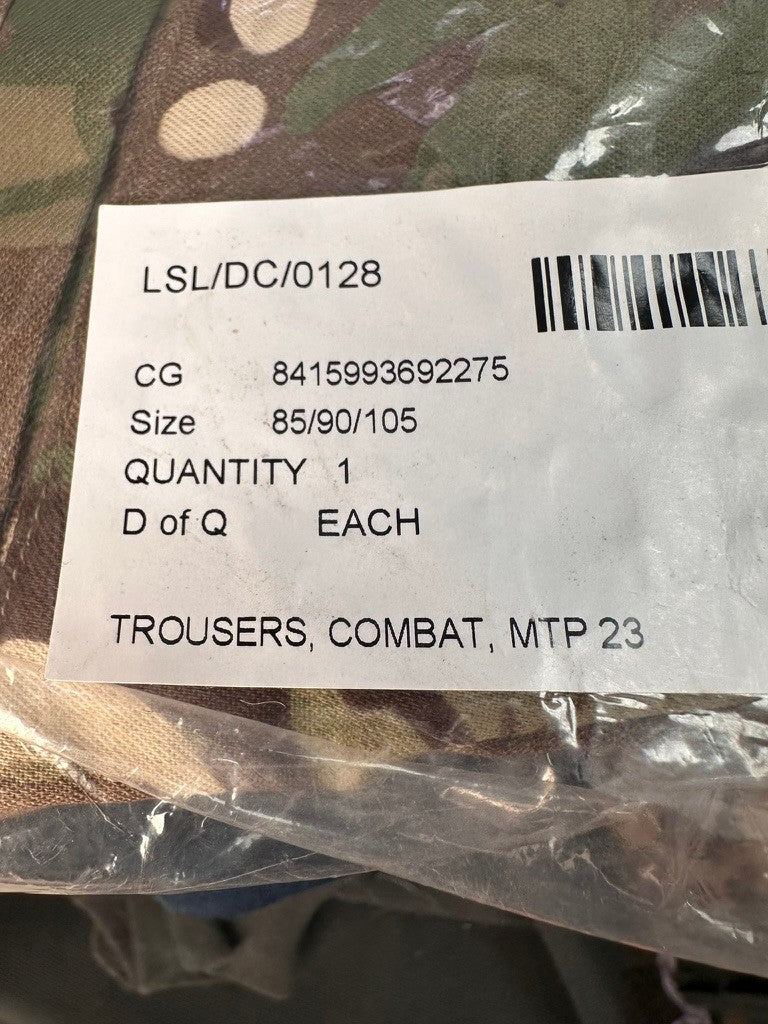 LSL/DC/0128
CG 8415993692275
Size 85/90/105
QUANTITY 1
D of Q EACH
TROUSERS, COMBAT, MTP 23